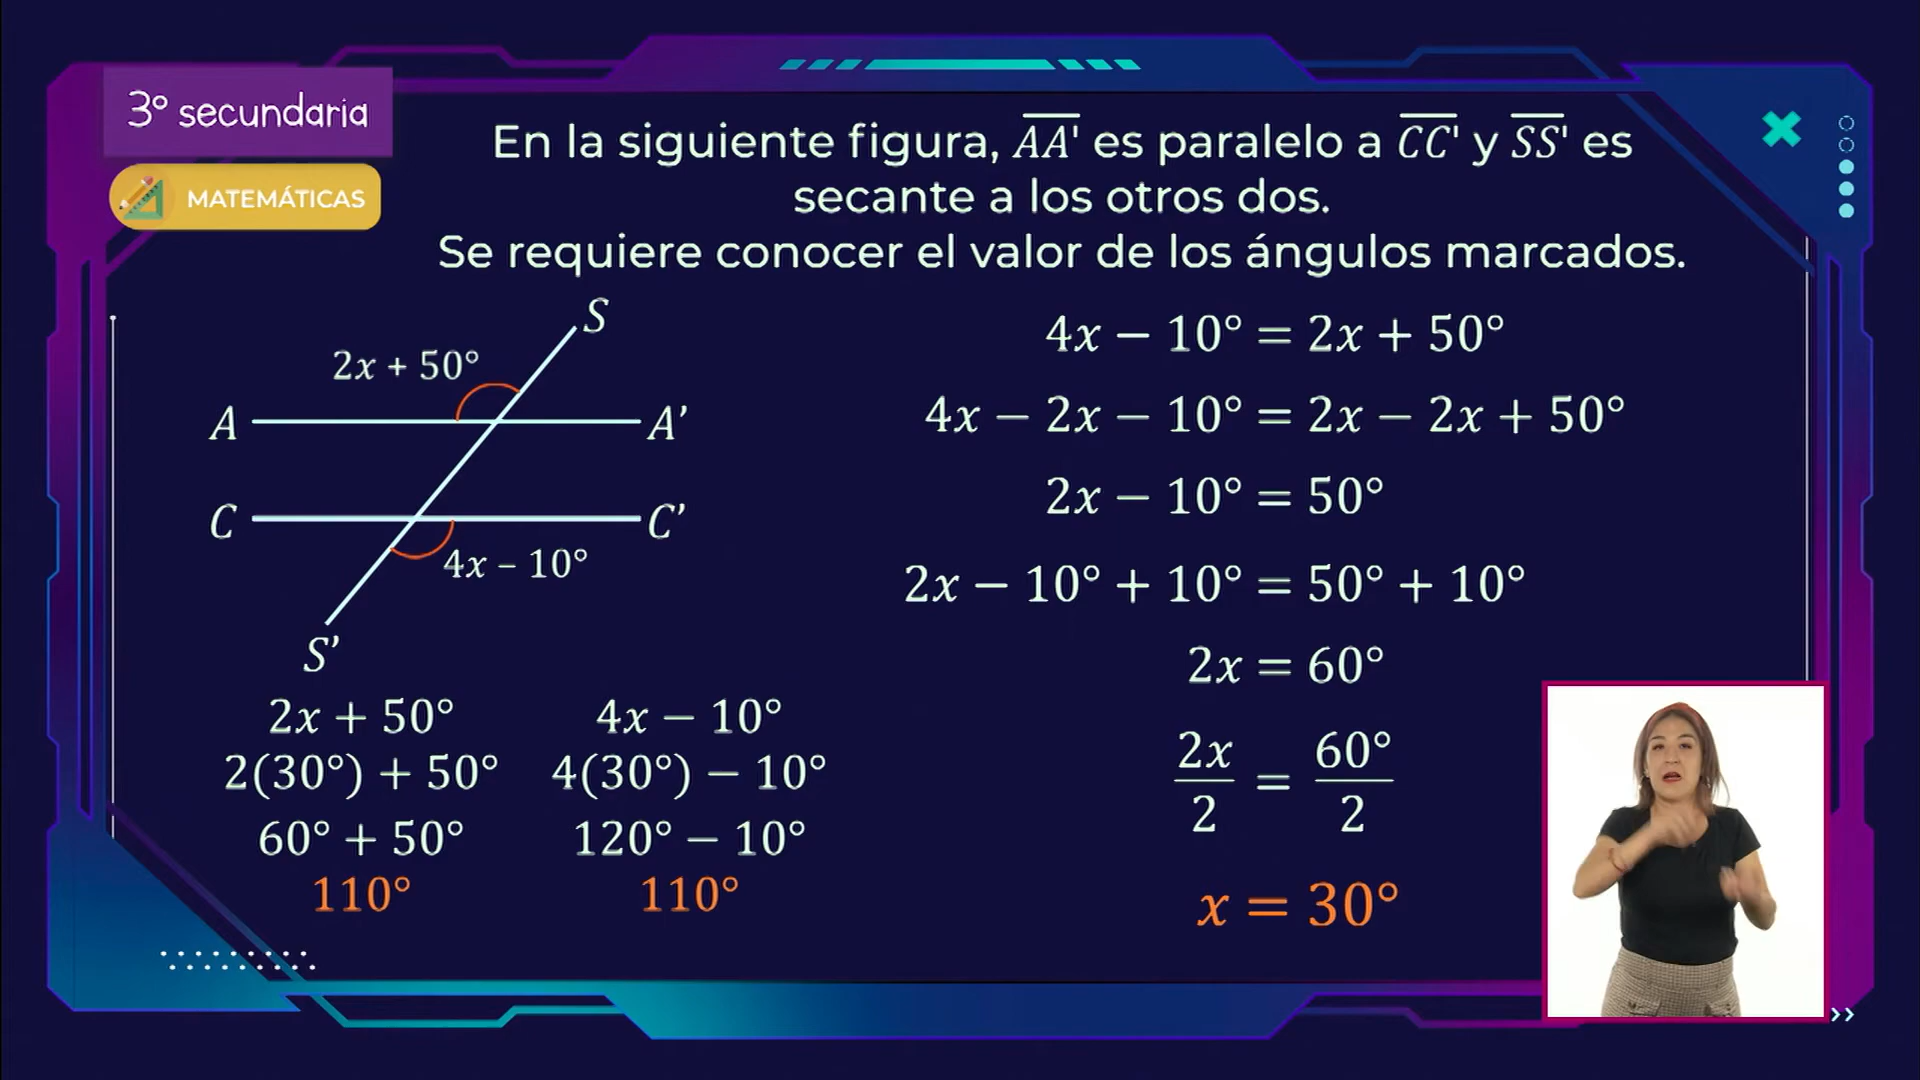 3° secundaria
MATEMÁTICAS
En la siguiente figura, AA' es paralelo a CC' y SS' es
secante a los otros dos.
Se requiere conocer el valor de los ángulos marcados.
S
2x + 50°
A
A’
C
C’
4x – 10°
S’
2x + 50°
2(30°) + 50°
60° + 50°
110°
4x − 10°
4(30°) − 10°
120° − 10°
110°
4x − 10° = 2x + 50°
4x − 2x − 10° = 2x − 2x + 50°
2x − 10° = 50°
2x − 10° + 10° = 50° + 10°
2x = 60°
2x/2 = 60°/2
x = 30°